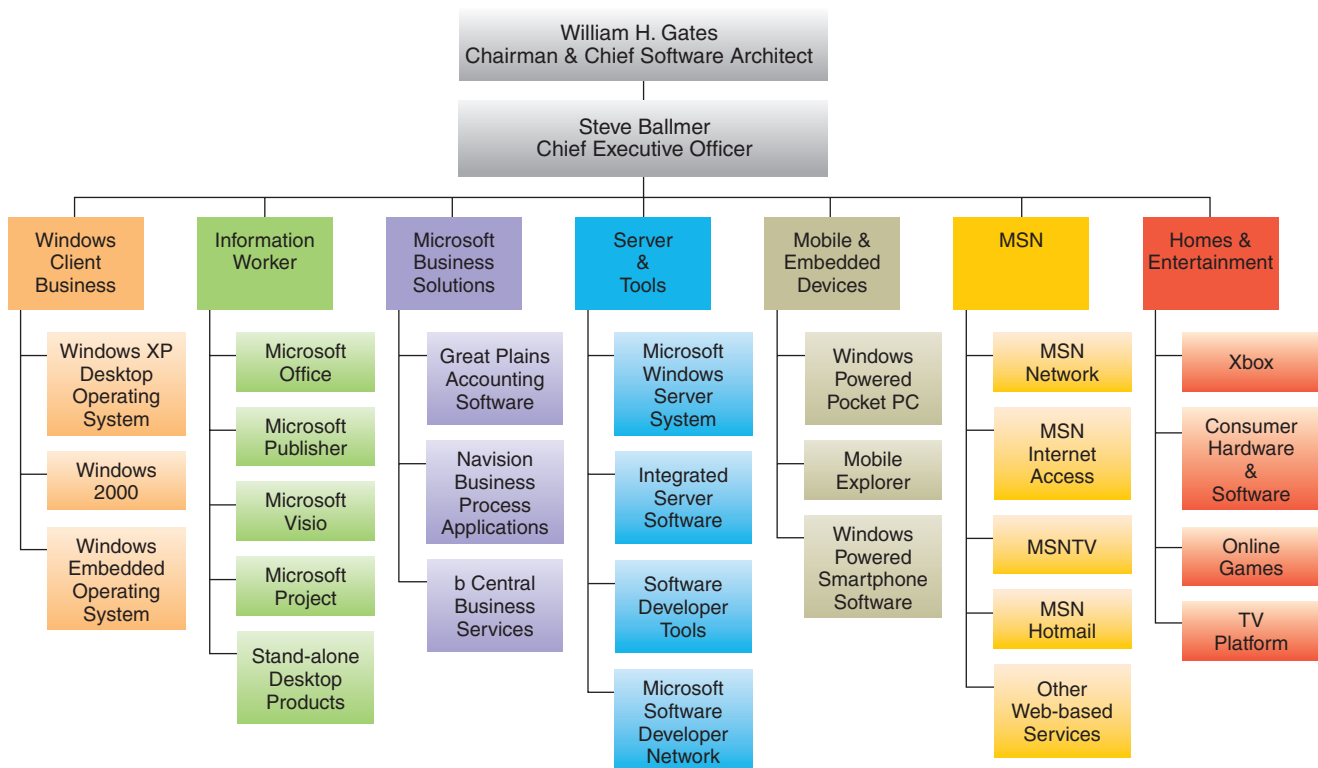 William H. Gates
Chairman & Chief Software Architect
Steve Ballmer
Chief Executive Officer
Windows
Client
Business
Windows XP
Desktop
Operating
System
Windows
2000
Windows
Embedded
Operating
System
Information
Worker
Microsoft
Office
Microsoft
Publisher
Microsoft
Visio
Microsoft
Project
Stand-alone
Desktop
Products
Microsoft
Business
Solutions
Great Plains
Accounting
Software
Navision
Business
Process
Applications
b Central
Business
Services
Server
&
Tools
Microsoft
Windows
Server
System
Integrated
Server
Software
Software
Developer
Tools
Microsoft
Software
Developer
Network
Mobile &
Embedded
Devices
Windows
Powered
Pocket PC
Mobile
Explorer
Windows
Powered
Smartphone
Software
MSN
MSN
Network
MSN
Internet
Access
MSNTV
MSN
Hotmail
Other
Web-based
Services
Homes &
Entertainment
Xbox
Consumer
Hardware
&
Software
Online
Games
TV
Platform